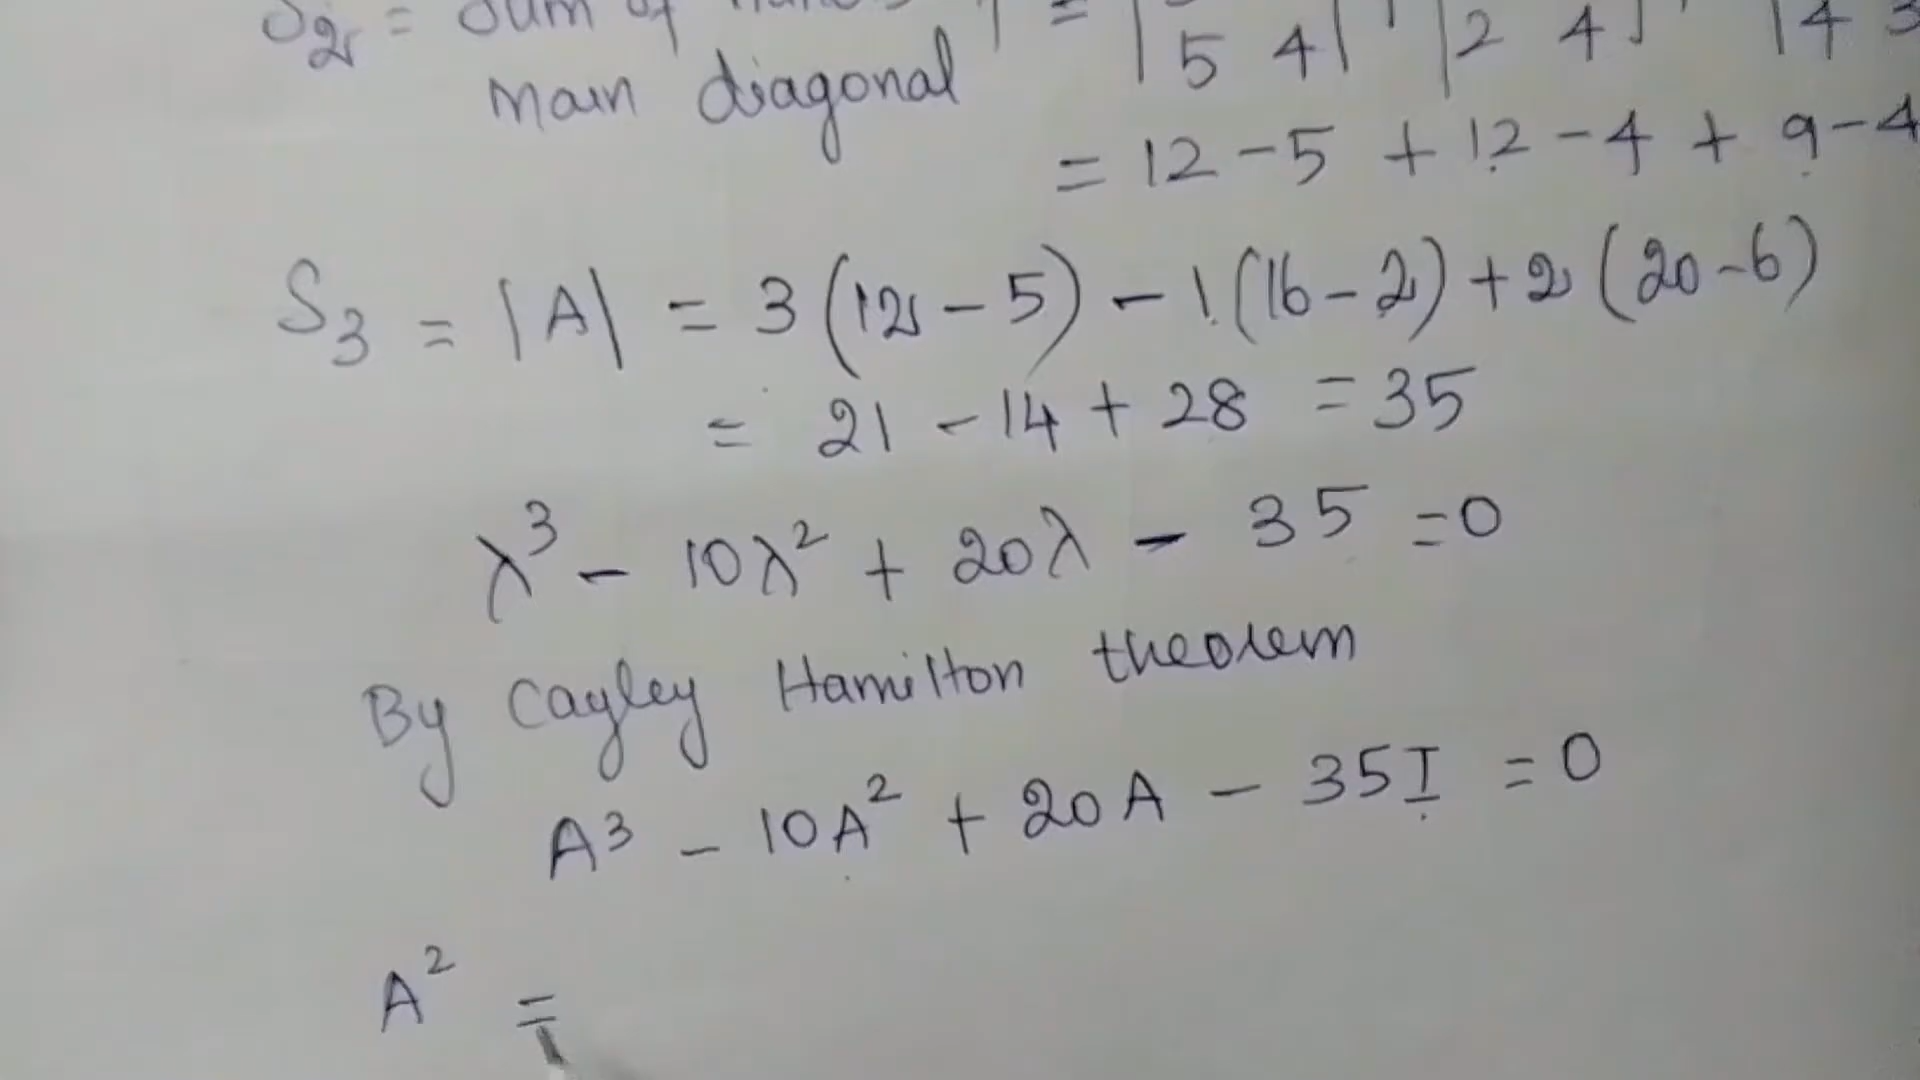 S₂ = Sum of = | |
main diagonal 5 4 | 2 4 | 4 3
= 12 - 5 + 12 - 4 + 9 - 4
S₃ = |A| = 3 (12 - 5) - 1 (16 - 2) + 2 (20 - 6)
= 21 - 14 + 28 = 35
λ³ - 10λ² + 20λ - 35 = 0
By Cayley Hamilton theorem
A³ - 10A² + 20A - 35I = 0
A² =